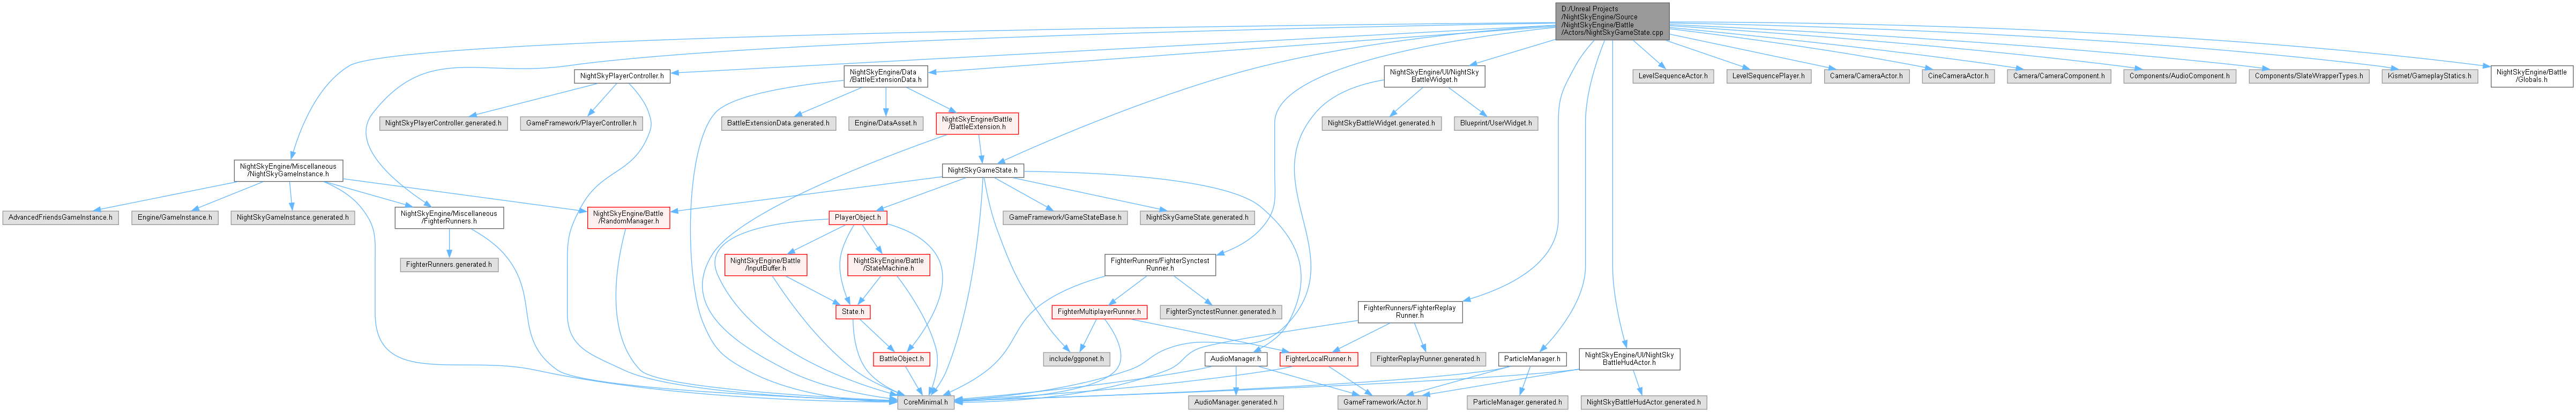 D:/Unreal Projects
/NightSkyEngine/Source
/NightSkyEngine/Battle
/Actors/NightSkyGameState.cpp
NightSkyPlayerController.h
NightSkyEngine/Data
/BattleExtensionData.h
NightSkyEngine/UI/NightSky
BattleWidget.h
LevelSequenceActor.h
LevelSequencePlayer.h
Camera/CameraActor.h
CineCameraActor.h
Camera/CameraComponent.h
Components/AudioComponent.h
Components/SlateWrapperTypes.h
Kismet/GameplayStatics.h
NightSkyEngine/Battle
/Globals.h
NightSkyPlayerController.generated.h
GameFramework/PlayerController.h
BattleExtensionData.generated.h
Engine/DataAsset.h
NightSkyEngine/Battle
/BattleExtension.h
NightSkyBattleWidget.generated.h
Blueprint/UserWidget.h
NightSkyEngine/Miscellaneous
/NightSkyGameInstance.h
NightSkyGameState.h
AdvancedFriendsGameInstance.h
Engine/GameInstance.h
NightSkyGameInstance.generated.h
NightSkyEngine/Miscellaneous
/FighterRunners.h
NightSkyEngine/Battle
/RandomManager.h
PlayerObject.h
GameFramework/GameStateBase.h
NightSkyGameState.generated.h
FighterRunners.generated.h
NightSkyEngine/Battle
/InputBuffer.h
NightSkyEngine/Battle
/StateMachine.h
FighterRunners/FighterSynctest
Runner.h
State.h
FighterMultiplayerRunner.h
FighterSynctestRunner.generated.h
FighterRunners/FighterReplay
Runner.h
BattleObject.h
include/ggponet.h
AudioManager.h
FighterLocalRunner.h
FighterReplayRunner.generated.h
ParticleManager.h
NightSkyEngine/UI/NightSky
BattleHudActor.h
CoreMinimal.h
AudioManager.generated.h
GameFramework/Actor.h
ParticleManager.generated.h
NightSkyBattleHudActor.generated.h